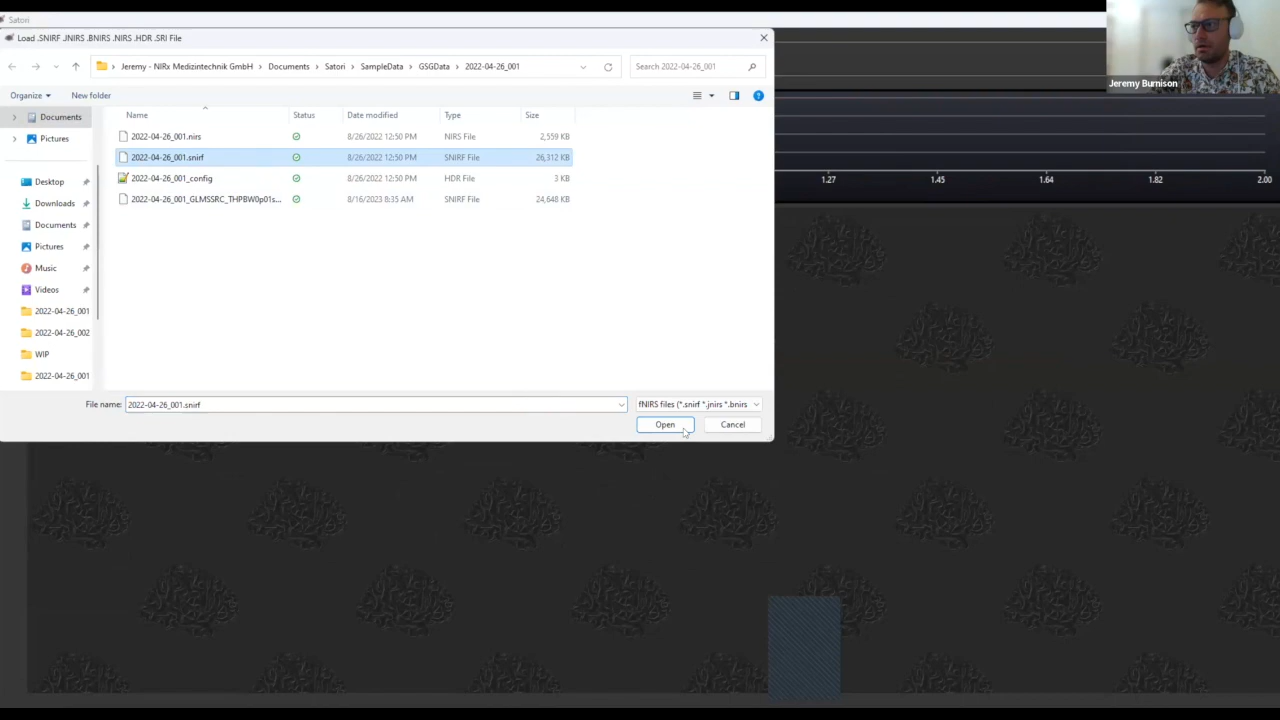 Satori
Load .SNIRF .JNIRS .BNIRS .NIRS .HDR .SRI File
Jeremy - NIRx Medizintechnik GmbH > Documents > Satori > SampleData > GSGData > 2022-04-26_001
Search 2022-04-26_001
Organize
New folder
Documents
Pictures
Desktop
Downloads
Documents
Pictures
Music
Videos
2022-04-26_001
2022-04-26_002
WIP
2022-04-26_001
Name Status Date modified Type Size
2022-04-26_001.nirs 8/26/2022 12:50 PM NIRS File 2,559 KB
2022-04-26_001.snirf 8/26/2022 12:50 PM SNIRF File 26,312 KB
2022-04-26_001_config 8/26/2022 12:50 PM HDR File 3 KB
2022-04-26_001_GLMSSRC_THPBW0p01s... 8/16/2023 8:35 AM SNIRF File 24,648 KB
File name: 2022-04-26_001.snirf
fNIRS files (*.snirf *.jnirs *.bnirs
Open
Cancel
Jeremy Burnison
1.27 1.45 1.64 1.82 2.00